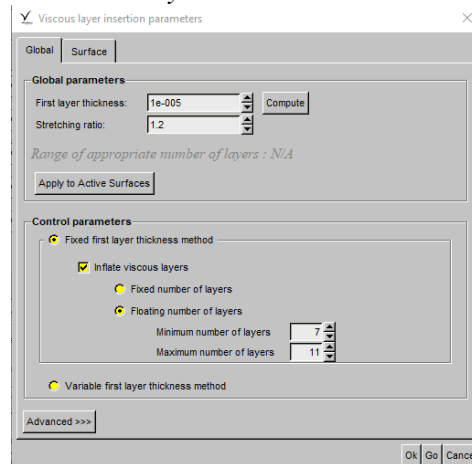 Viscous layer insertion parameters
Global Surface
Global parameters
First layer thickness: 1e-005 Compute
Stretching ratio: 1.2
Range of appropriate number of layers : N/A
Apply to Active Surfaces
Control parameters
Fixed first layer thickness method
Inflate viscous layers
Fixed number of layers
Floating number of layers
Minimum number of layers 7
Maximum number of layers 11
Variable first layer thickness method
Advanced >>>
Ok Go Cance